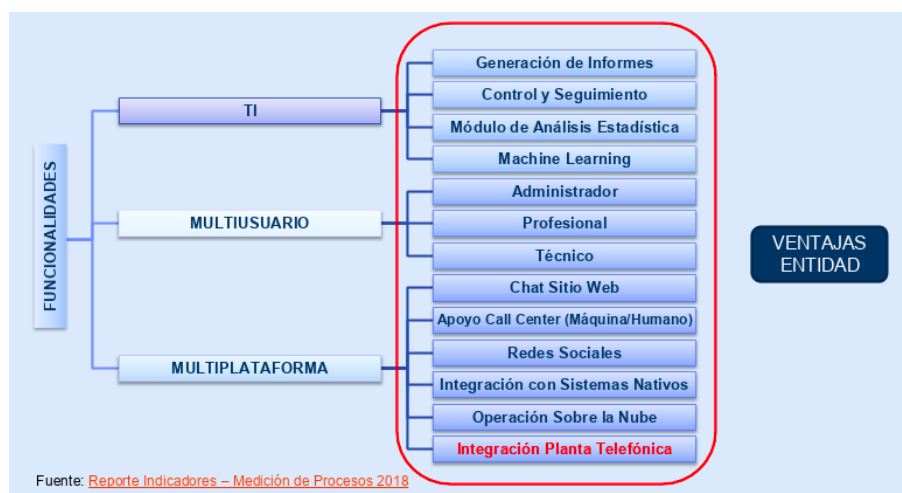 FUNCIONALIDADES
TI
MULTIUSUARIO
MULTIPLATAFORMA
Generación de Informes
Control y Seguimiento
Módulo de Análisis Estadística
Machine Learning
Administrador
Profesional
Técnico
Chat Sitio Web
Apoyo Call Center (Máquina/Humano)
Redes Sociales
Integración con Sistemas Nativos
Operación Sobre la Nube
Integración Planta Telefónica
VENTAJAS
ENTIDAD
Fuente: Reporte Indicadores – Medición de Procesos 2018